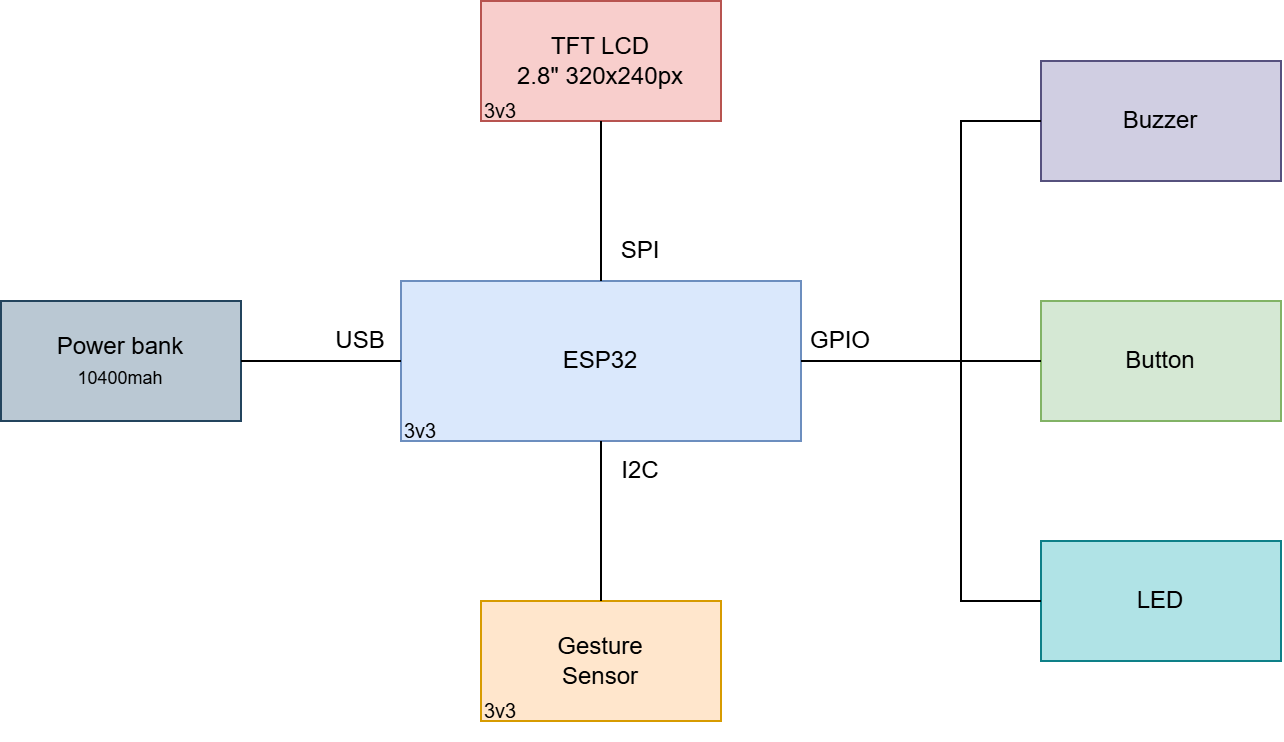 TFT LCD
2.8" 320x240px
3v3
Buzzer
SPI
Power bank
10400mah
USB
ESP32
3v3
GPIO
Button
I2C
Gesture
Sensor
3v3
LED